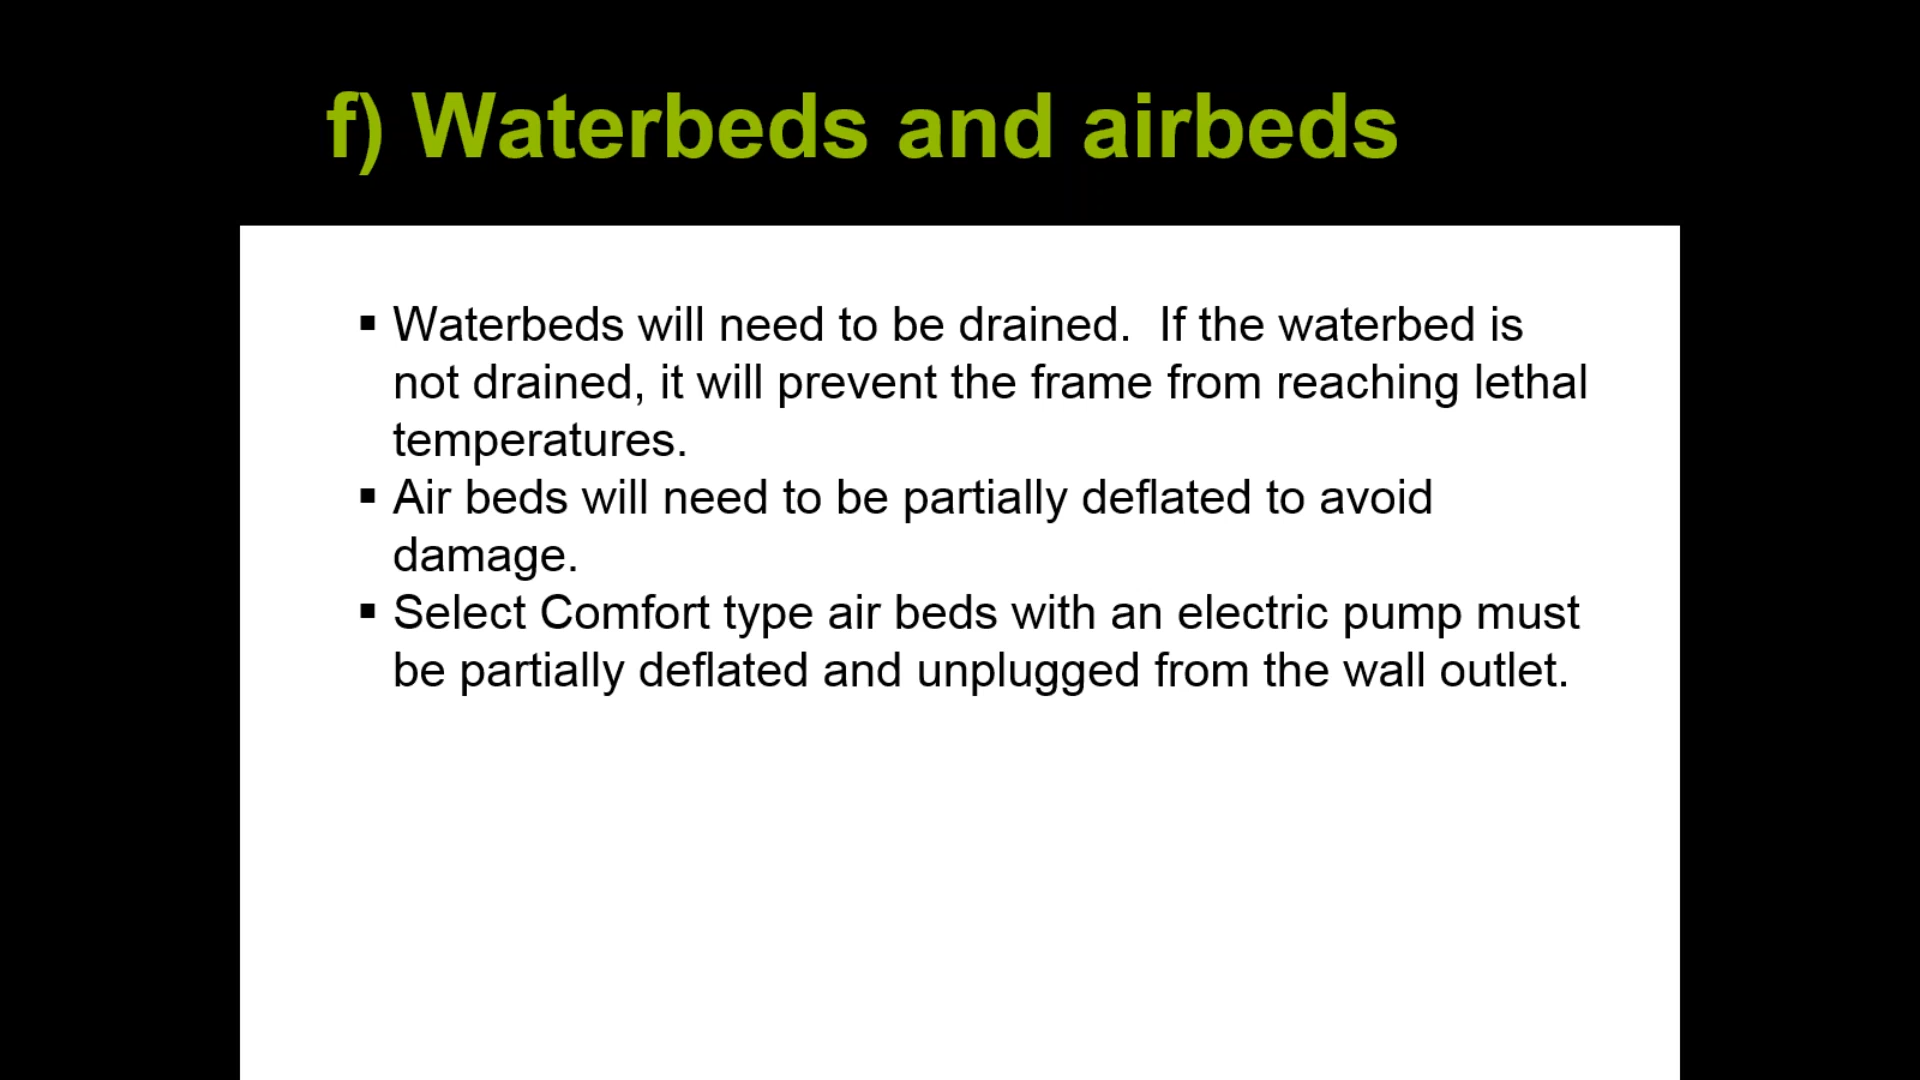 f) Waterbeds and airbeds
▪ Waterbeds will need to be drained.  If the waterbed is
not drained, it will prevent the frame from reaching lethal
temperatures.
▪ Air beds will need to be partially deflated to avoid
damage.
▪ Select Comfort type air beds with an electric pump must
be partially deflated and unplugged from the wall outlet.